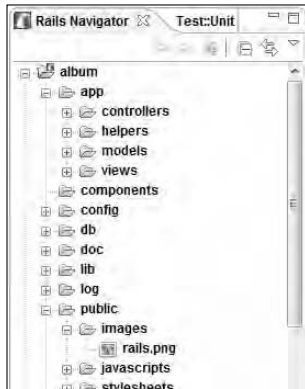 Rails Navigator Test::Unit
album
app
controllers
helpers
models
views
components
config
db
doc
lib
log
public
images
rails.png
javascripts
stylesheets